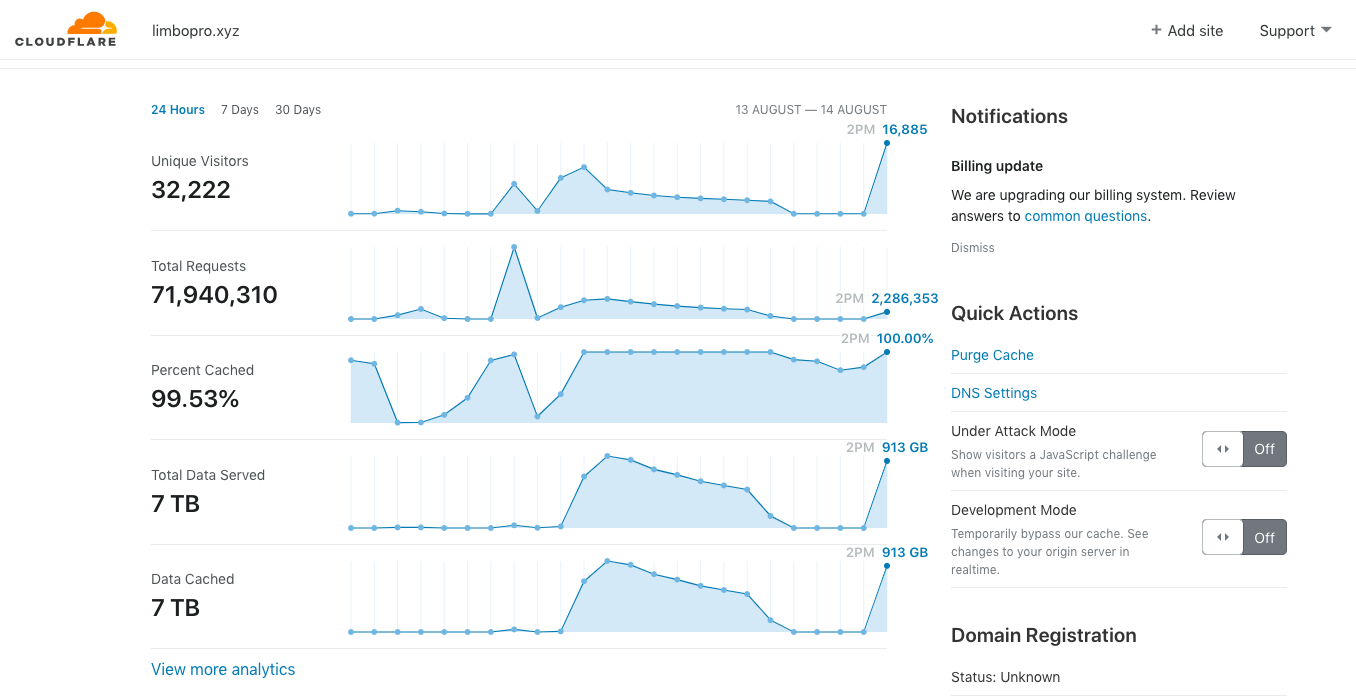 CLOUDFLARE
limbopro.xyz
+ Add site
Support
24 Hours 7 Days 30 Days
13 AUGUST — 14 AUGUST
2PM 16,885
Unique Visitors
32,222
Total Requests
71,940,310
2PM 2,286,353
2PM 100.00%
Percent Cached
99.53%
2PM 913 GB
Total Data Served
7 TB
2PM 913 GB
Data Cached
7 TB
View more analytics
Notifications
Billing update
We are upgrading our billing system. Review
answers to common questions.
Dismiss
Quick Actions
Purge Cache
DNS Settings
Under Attack Mode
Show visitors a JavaScript challenge
when visiting your site.
Off
Development Mode
Temporarily bypass our cache. See
changes to your origin server in
realtime.
Off
Domain Registration
Status: Unknown